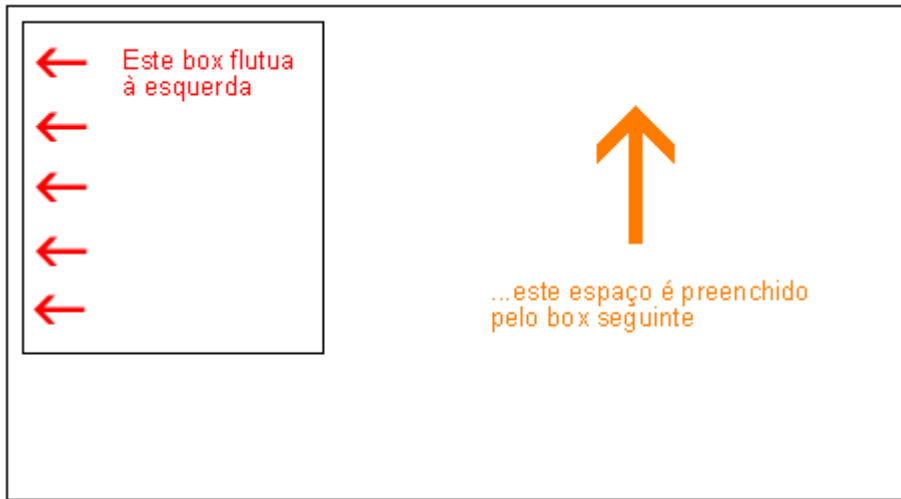 Este box flutua
à esquerda
...este espaço é preenchido
pelo box seguinte